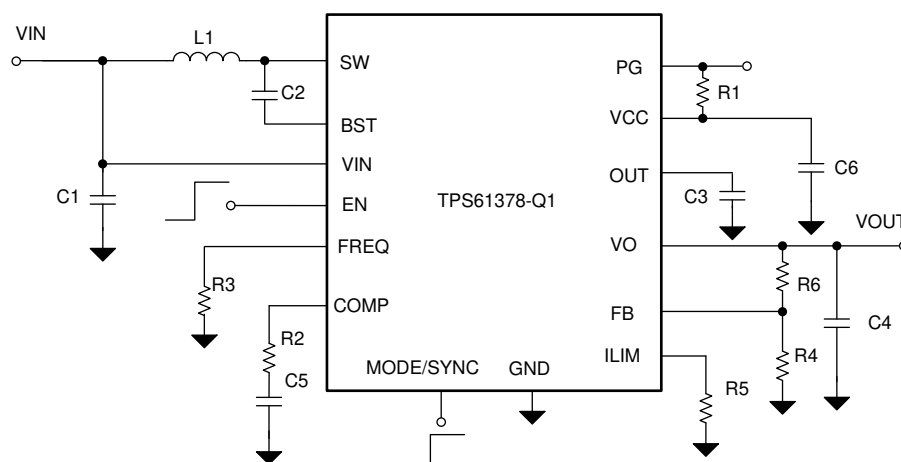 VIN
L1
SW
C2
BST
VIN
C1
EN
FREQ
R3
COMP
R2
C5
MODE/SYNC
GND
TPS61378-Q1
PG
R1
VCC
C6
OUT
C3
VO
VOUT
R6
FB
C4
R4
ILIM
R5